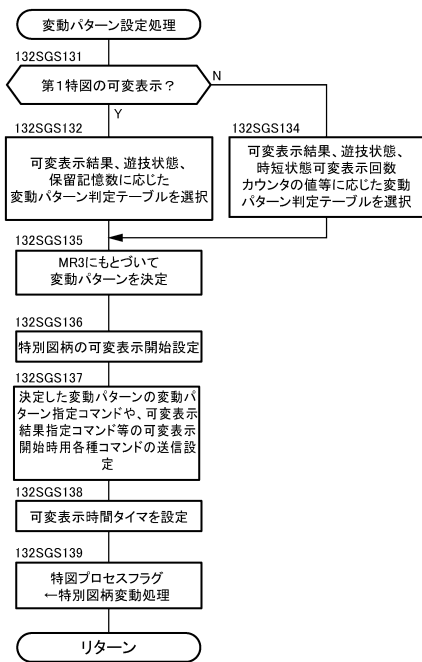 変動パターン設定処理
132SGS131
第1特図の可変表示？
N
Y
132SGS132
可変表示結果、遊技状態、
保留記憶数に応じた
変動パターン判定テーブルを選択
132SGS134
可変表示結果、遊技状態、
時短状態可変表示回数
カウンタの値等に応じた変動
パターン判定テーブルを選択
132SGS135
MR3にもとづいて
変動パターンを決定
132SGS136
特別図柄の可変表示開始設定
132SGS137
決定した変動パターンの変動パ
ターン指定コマンドや、可変表示
結果指定コマンド等の可変表示
開始時用各種コマンドの送信設
定
132SGS138
可変表示時間タイマを設定
132SGS139
特図プロセスフラグ
←特別図柄変動処理
リターン